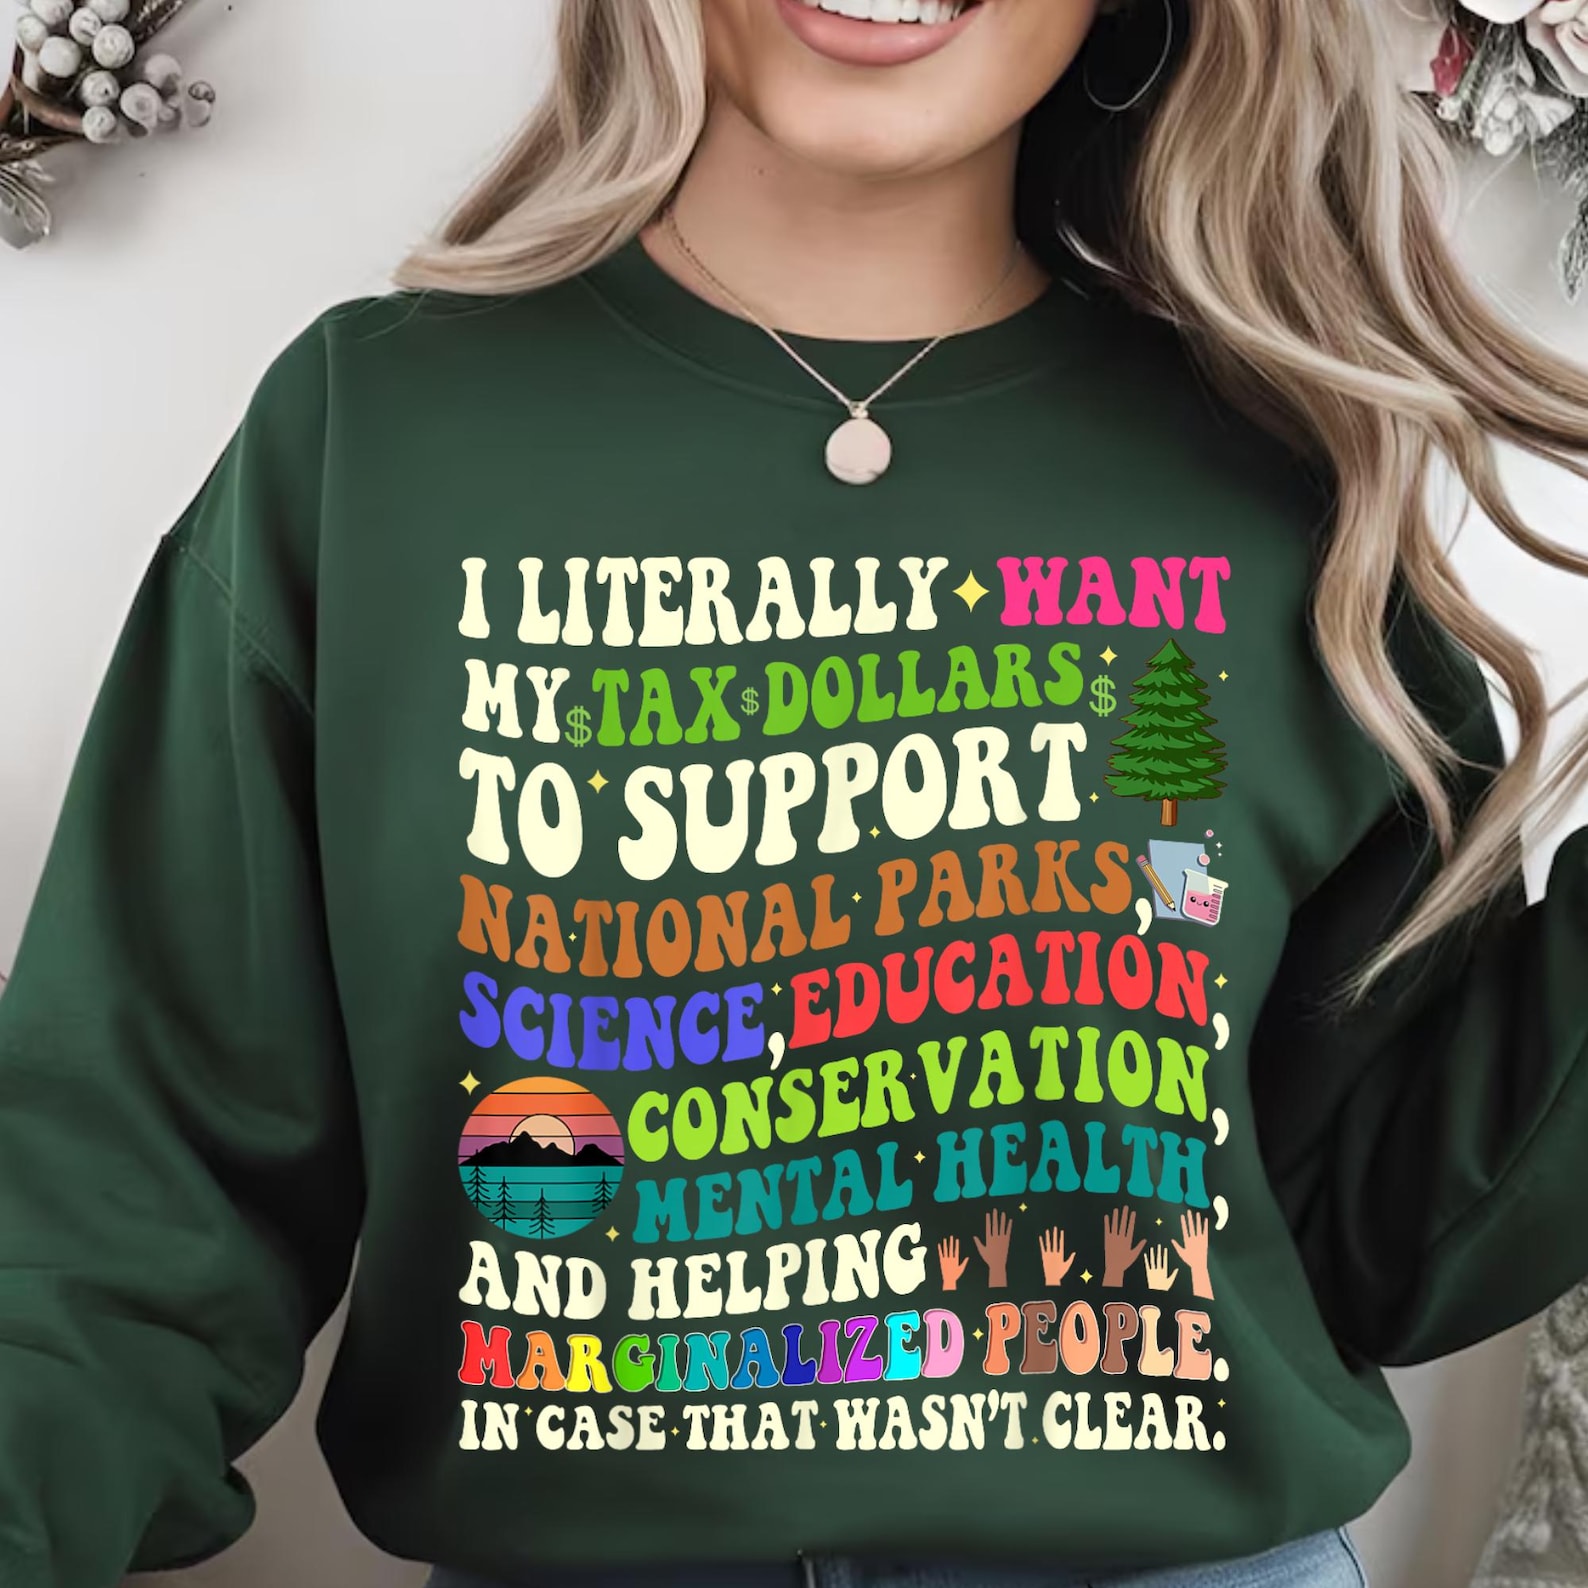 I LITERALLY WANT
MY $TAX$DOLLARS$
TO SUPPORT
NATIONAL PARKS,
SCIENCE, EDUCATION,
CONSERVATION,
MENTAL HEALTH,
AND HELPING
MARGINALIZED PEOPLE.
IN CASE THAT WASN'T CLEAR.